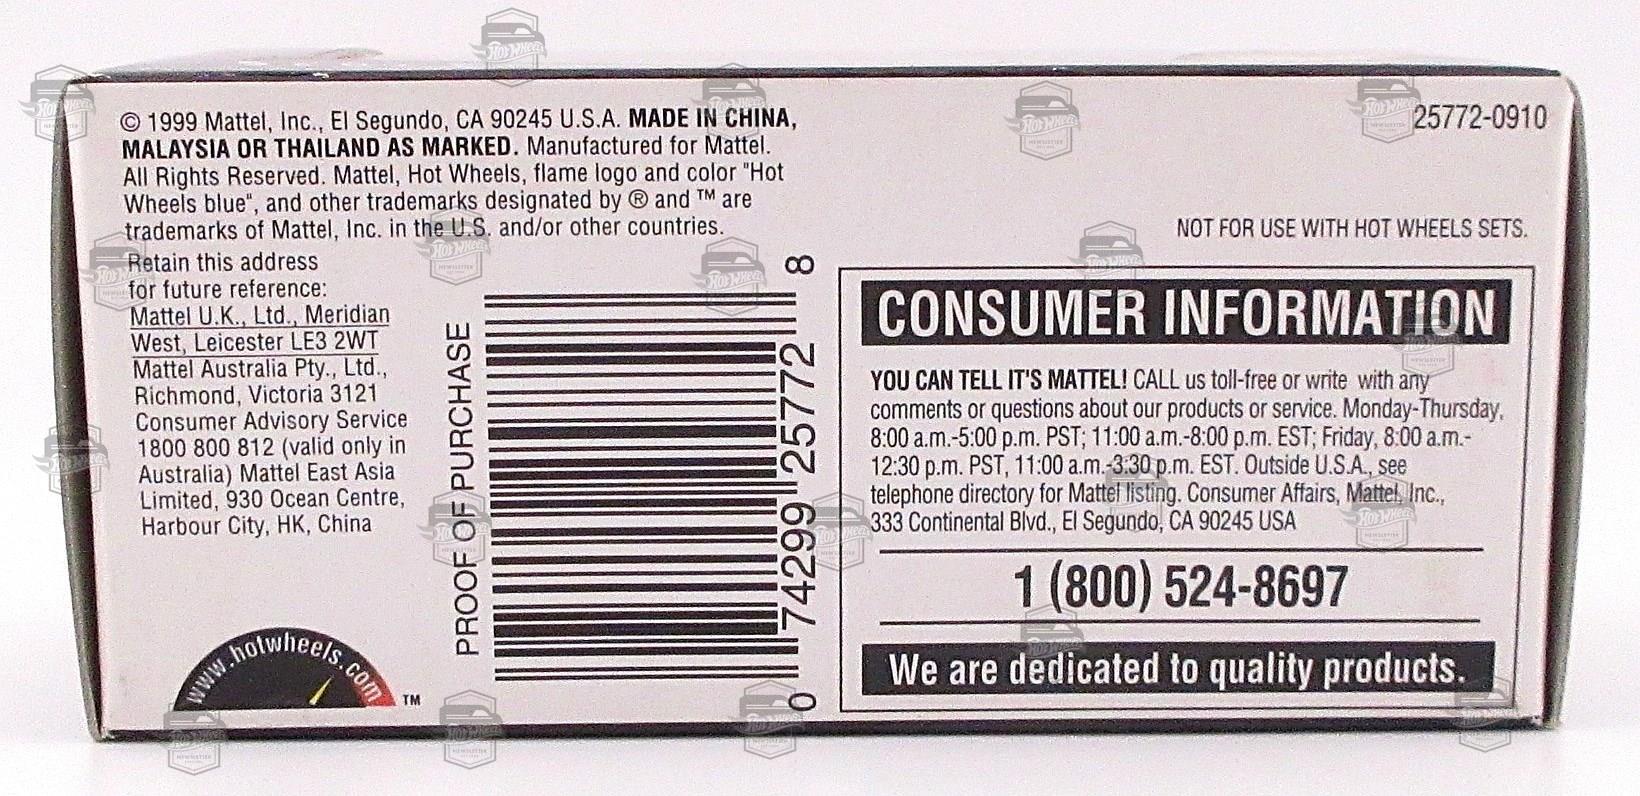 © 1999 Mattel, Inc., El Segundo, CA 90245 U.S.A. MADE IN CHINA,
MALAYSIA OR THAILAND AS MARKED. Manufactured for Mattel.
All Rights Reserved. Mattel, Hot Wheels, flame logo and color "Hot
Wheels blue", and other trademarks designated by ® and ™ are
trademarks of Mattel, Inc. in the U.S. and/or other countries.
Retain this address
for future reference:
Mattel U.K., Ltd., Meridian
West, Leicester LE3 2WT
Mattel Australia Pty., Ltd.,
Richmond, Victoria 3121
Consumer Advisory Service
1800 800 812 (valid only in
Australia) Mattel East Asia
Limited, 930 Ocean Centre,
Harbour City, HK, China
www.hotwheels.com
™
PROOF OF PURCHASE
0 74299 25772 8
25772-0910
NOT FOR USE WITH HOT WHEELS SETS.
CONSUMER INFORMATION
YOU CAN TELL IT'S MATTEL! CALL us toll-free or write with any
comments or questions about our products or service. Monday-Thursday,
8:00 a.m.-5:00 p.m. PST; 11:00 a.m.-8:00 p.m. EST; Friday, 8:00 a.m.-
12:30 p.m. PST, 11:00 a.m.-3:30 p.m. EST. Outside U.S.A., see
telephone directory for Mattel listing. Consumer Affairs, Mattel, Inc.,
333 Continental Blvd., El Segundo, CA 90245 USA
1 (800) 524-8697
We are dedicated to quality products.
Hot Wheels
NEWSLETTER